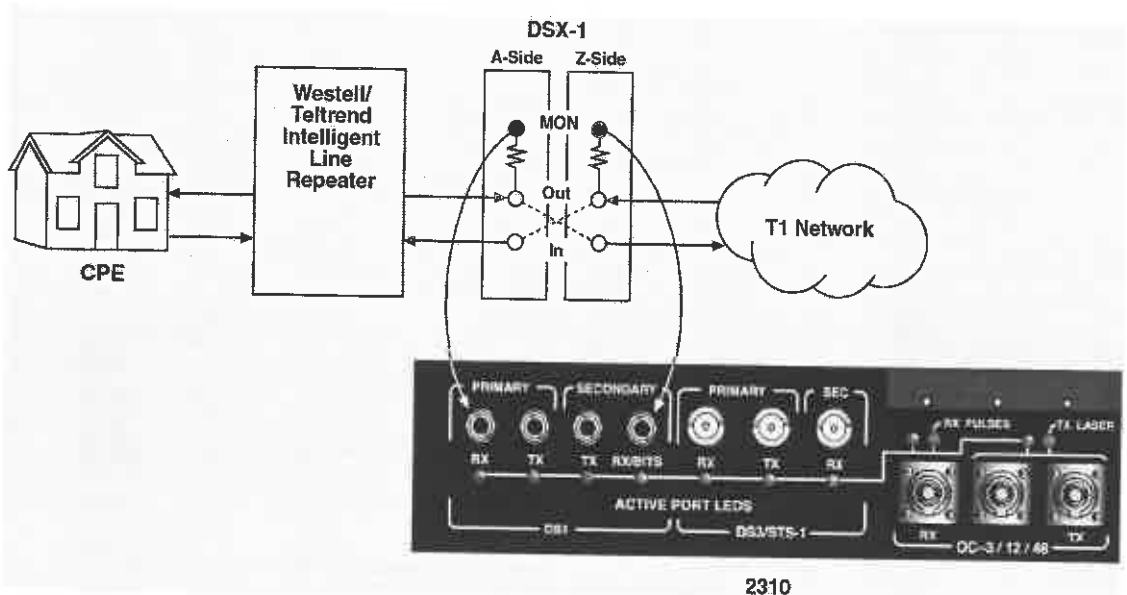 DSX-1
A-Side Z-Side
Westell/
Teltrend
Intelligent
Line
Repeater
MON
Out
In
T1 Network
CPE
PRIMARY SECONDARY PRIMARY SEC
RX PULSES TX LASER
RX TX TX RX/BITS RX TX RX
ACTIVE PORT LEDS
DS1 DS3/STS-1
RX TX
OC-3/12/48
2310